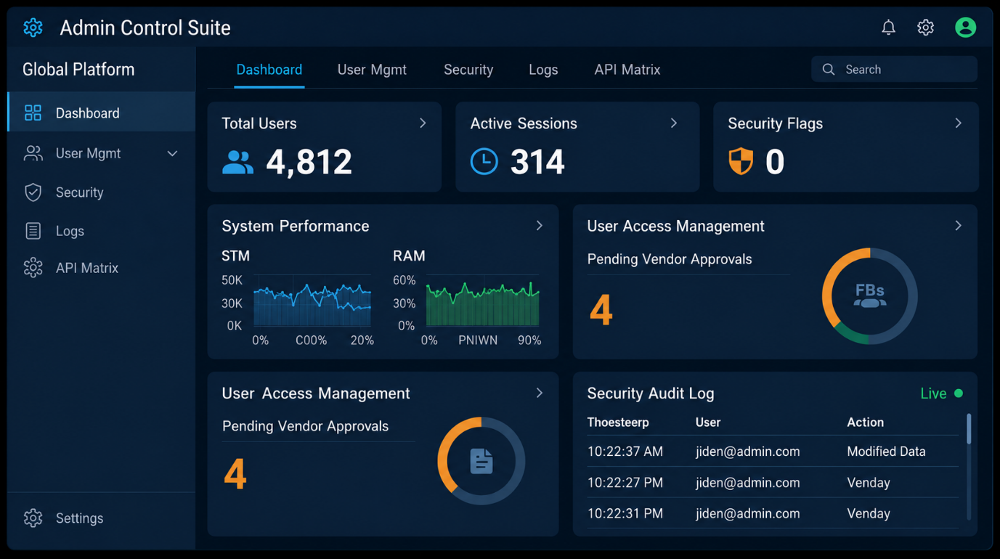 Admin Control Suite
Global Platform
Dashboard
User Mgmt
Security
Logs
API Matrix
Settings
Dashboard User Mgmt Security Logs API Matrix
Search
Total Users
4,812
Active Sessions
314
Security Flags
0
System Performance
STM
50K
30K
0K
0% C00% 20%
RAM
60%
30%
0%
0% PNIWN 90%
User Access Management
Pending Vendor Approvals
4
FBs
User Access Management
Pending Vendor Approvals
4
Security Audit Log
Live
Thoesteerp User Action
10:22:37 AM jiden@admin.com Modified Data
10:22:27 PM jiden@admin.com Venday
10:22:31 PM jiden@admin.com Venday